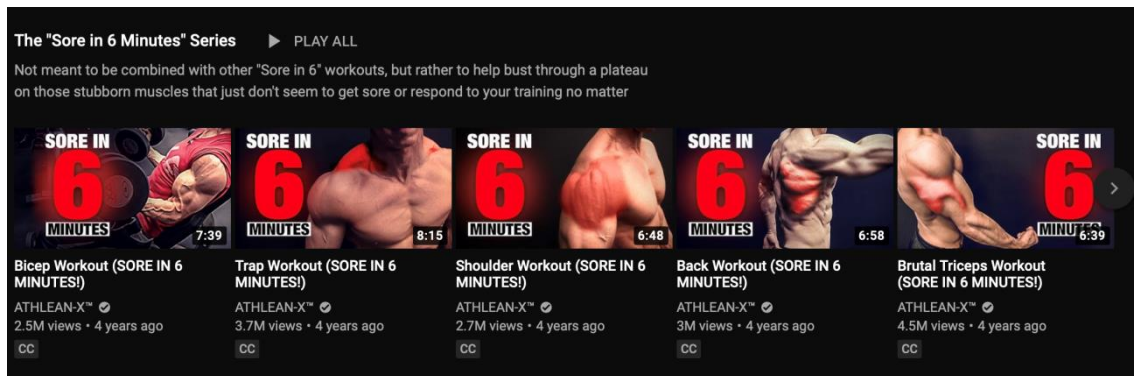 The "Sore in 6 Minutes" Series PLAY ALL
Not meant to be combined with other "Sore in 6" workouts, but rather to help bust through a plateau
on those stubborn muscles that just don't seem to get sore or respond to your training no matter
SORE IN
6
MINUTES
7:39
Bicep Workout (SORE IN 6
MINUTES!)
ATHLEAN-X™
2.5M views • 4 years ago
CC
SORE IN
6
MINUTES
8:15
Trap Workout (SORE IN 6
MINUTES!)
ATHLEAN-X™
3.7M views • 4 years ago
CC
SORE IN
6
MINUTES
6:48
Shoulder Workout (SORE IN 6
MINUTES!)
ATHLEAN-X™
2.7M views • 4 years ago
CC
SORE IN
6
MINUTES
6:58
Back Workout (SORE IN 6
MINUTES!)
ATHLEAN-X™
3M views • 4 years ago
CC
SORE IN
6
MINUTES
6:39
Brutal Triceps Workout
(SORE IN 6 MINUTES!)
ATHLEAN-X™
4.5M views • 4 years ago
CC